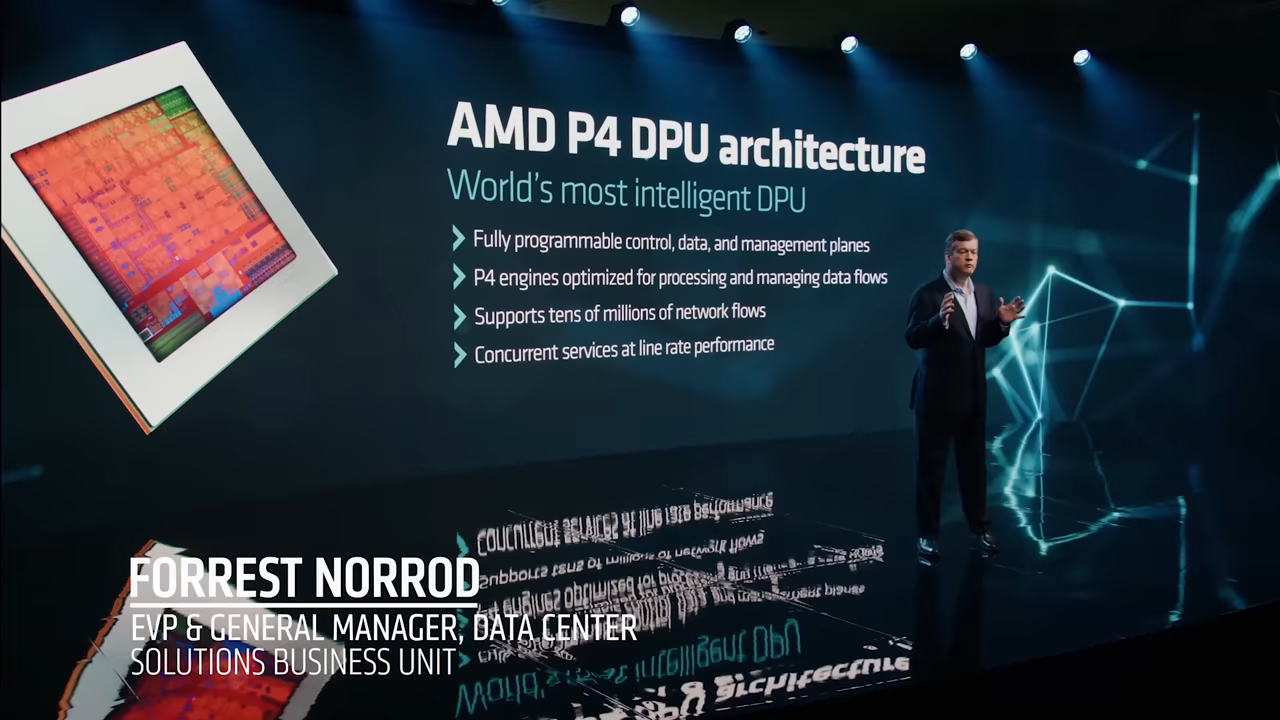 AMD P4 DPU architecture
World's most intelligent DPU
Fully programmable control, data, and management planes
P4 engines optimized for processing and managing data flows
Supports tens of millions of network flows
Concurrent services at line rate performance
FORREST NORROD
EVP & GENERAL MANAGER, DATA CENTER
SOLUTIONS BUSINESS UNIT